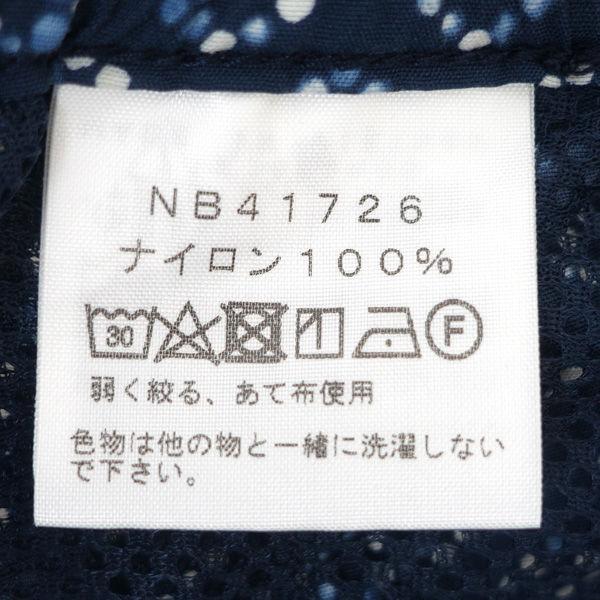 NB41726
ナイロン100%
30 F
弱く絞る、あて布使用
色物は他の物と一緒に洗濯しない
で下さい。